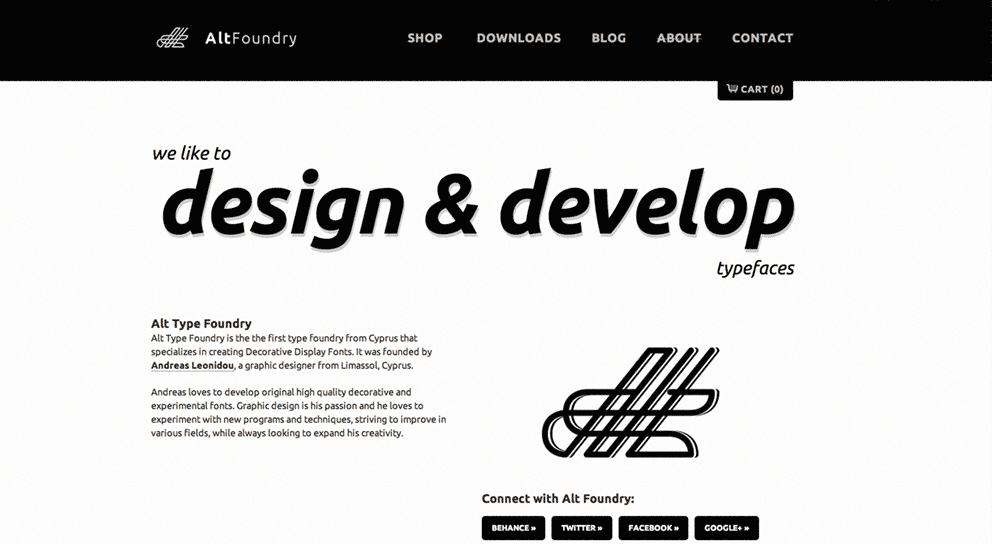 AltFoundry
SHOP DOWNLOADS BLOG ABOUT CONTACT
CART (0)
we like to
design & develop
typefaces
Alt Type Foundry
Alt Type Foundry is the the first type foundry from Cyprus that
specializes in creating Decorative Display Fonts. It was founded by
Andreas Leonidou, a graphic designer from Limassol, Cyprus.
Andreas loves to develop original high quality decorative and
experimental fonts. Graphic design is his passion and he loves to
experiment with new programs and techniques, striving to improve in
various fields, while always looking to expand his creativity.
Connect with Alt Foundry:
BEHANCE » TWITTER » FACEBOOK » GOOGLE+ »